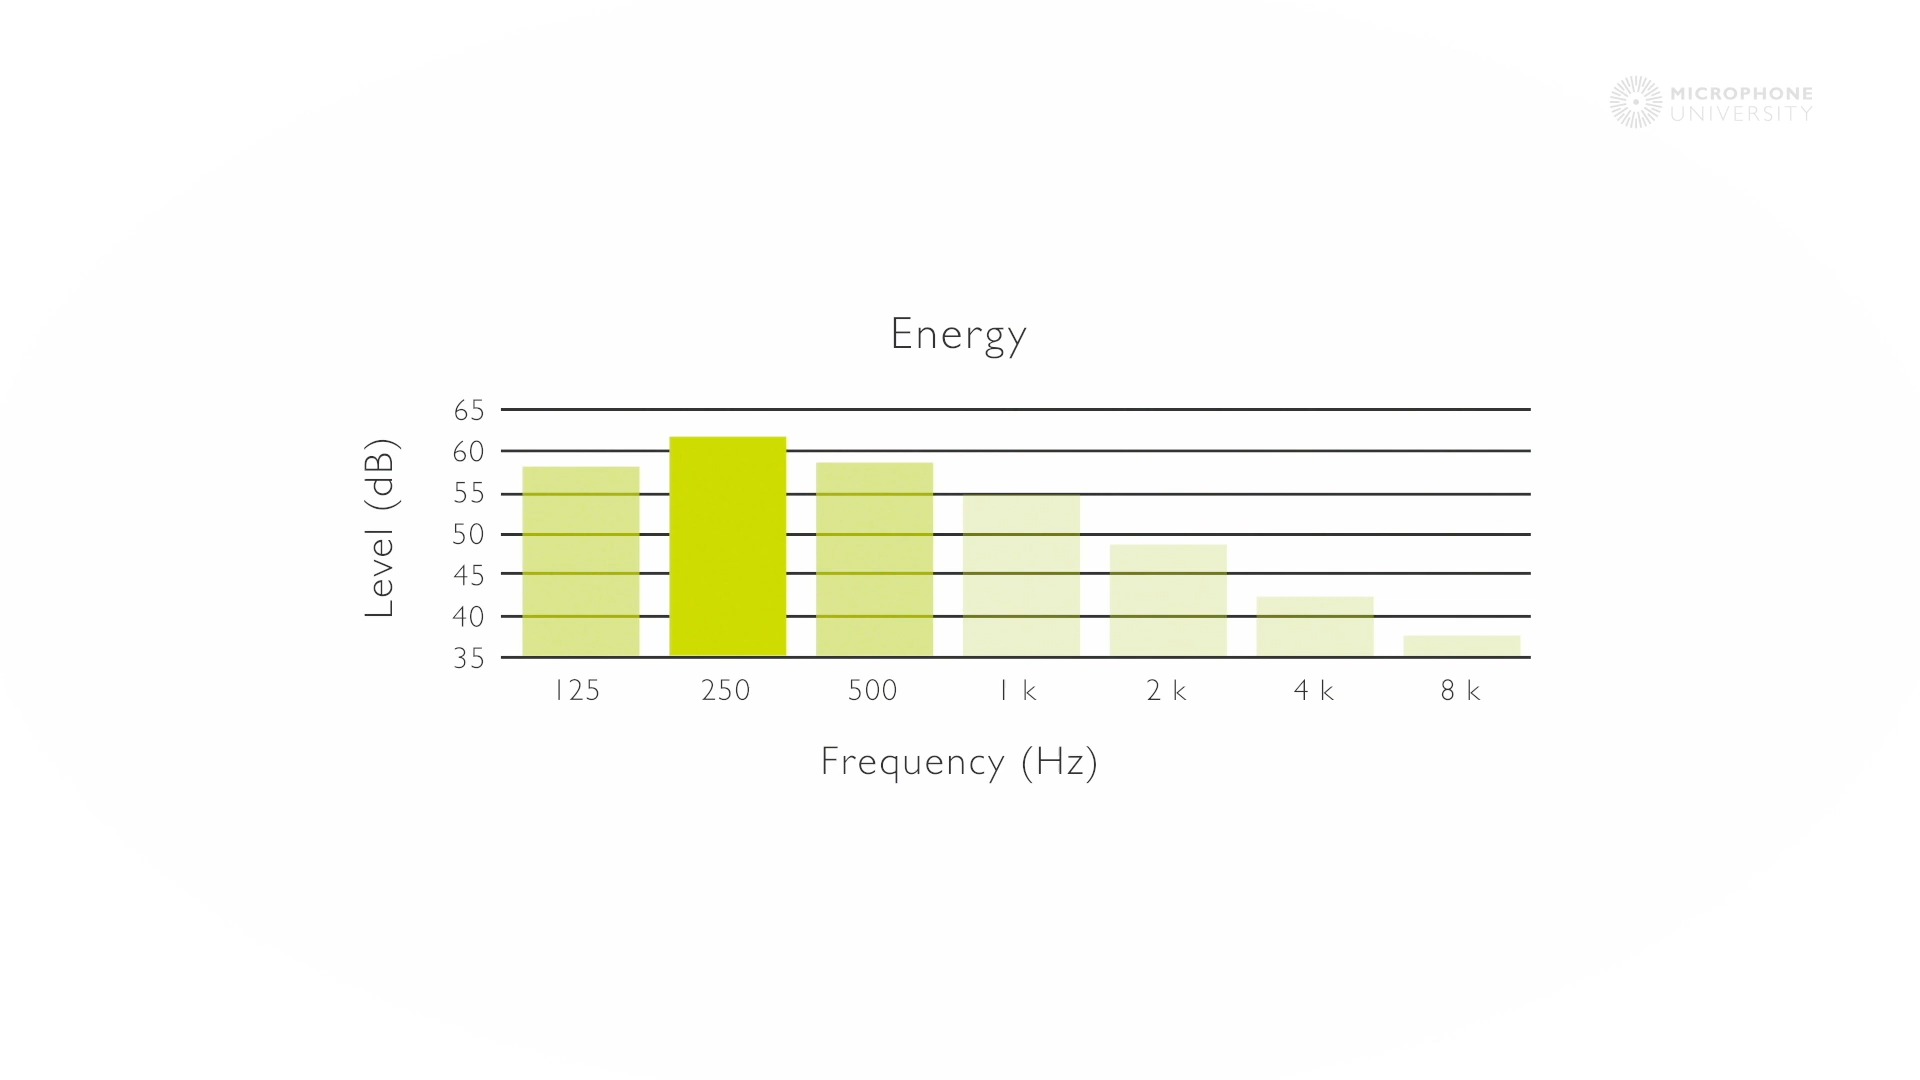 MICROPHONE
UNIVERSITY
Energy
65
60
55
50
45
40
35
Level (dB)
125 250 500 1 k 2 k 4 k 8 k
Frequency (Hz)